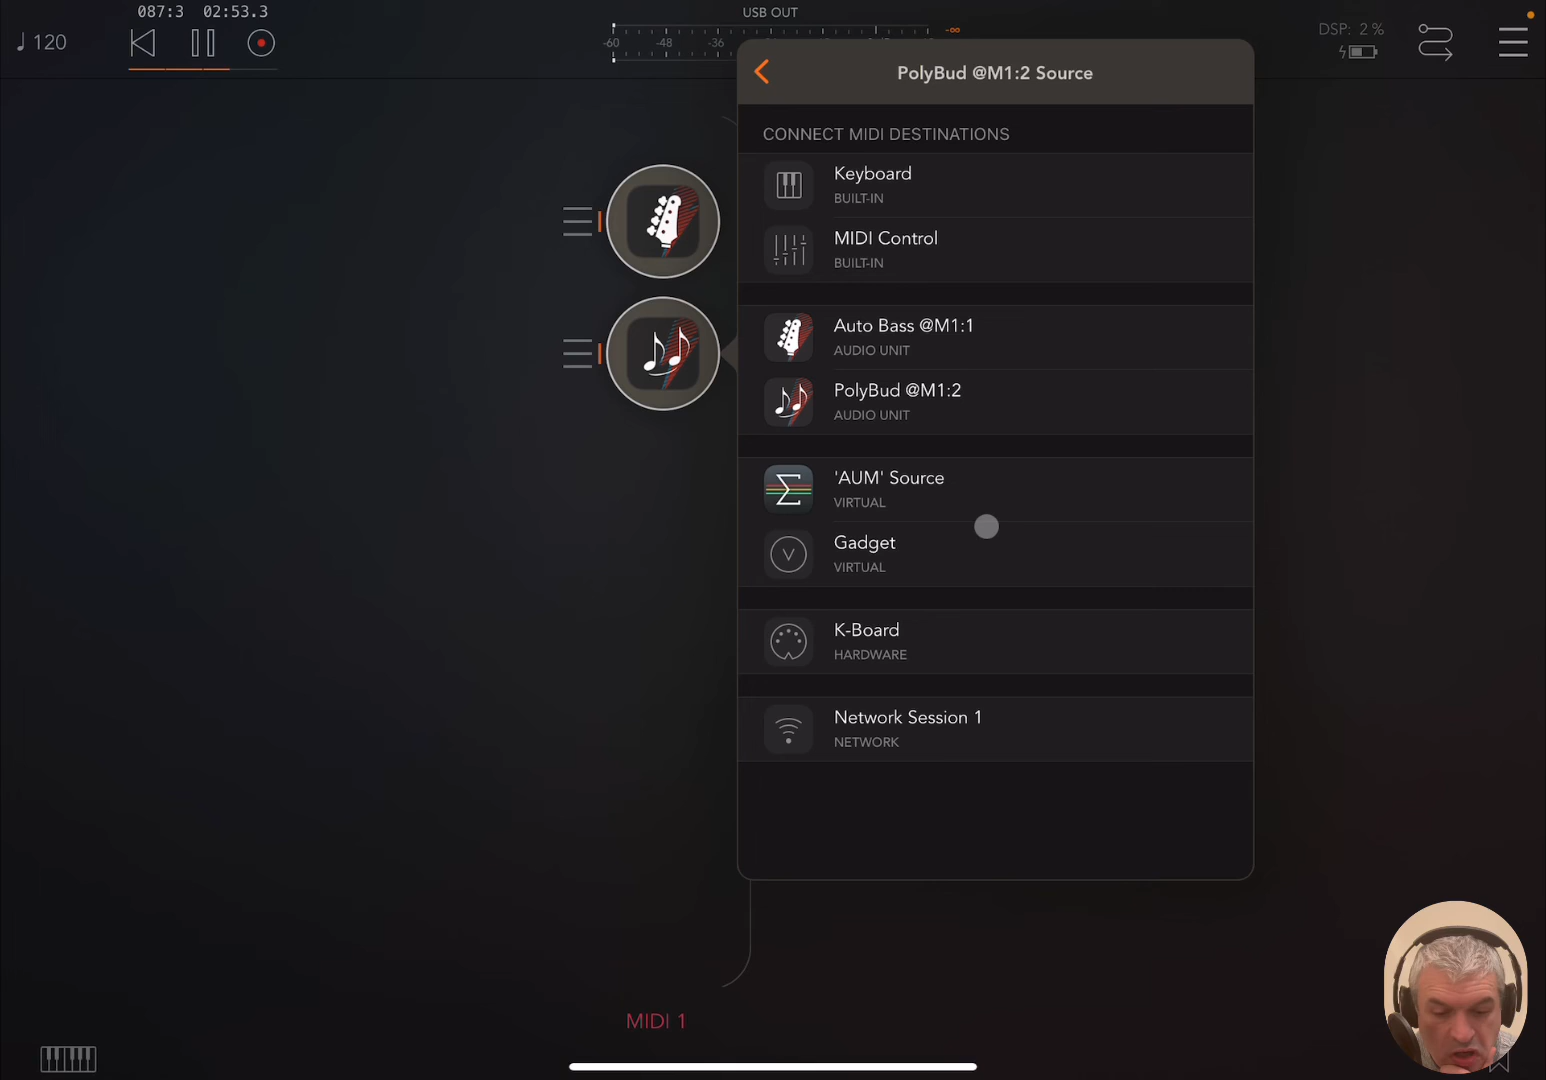 087:3 02:53.3
120
USB OUT
-60 -48 -36
-∞
DSP: 2 %
PolyBud @M1:2 Source
CONNECT MIDI DESTINATIONS
Keyboard
BUILT-IN
MIDI Control
BUILT-IN
Auto Bass @M1:1
AUDIO UNIT
PolyBud @M1:2
AUDIO UNIT
'AUM' Source
VIRTUAL
V
Gadget
VIRTUAL
K-Board
HARDWARE
Network Session 1
NETWORK
MIDI 1